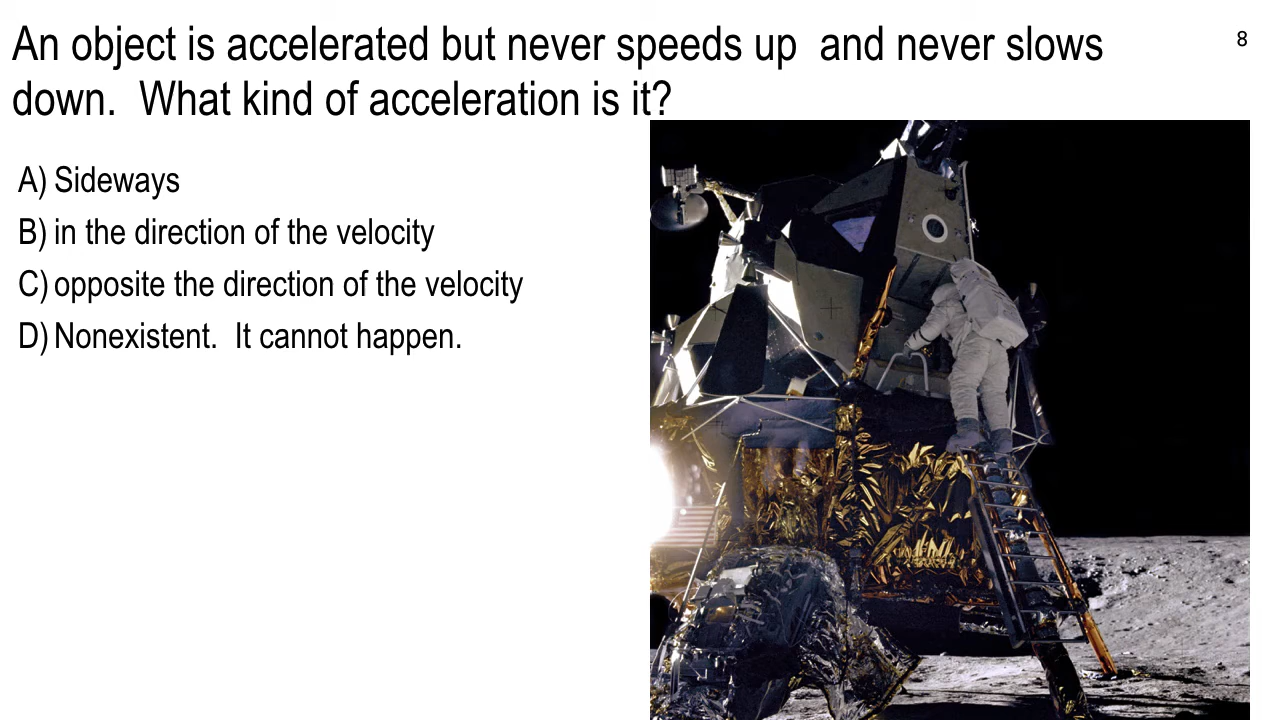 An object is accelerated but never speeds up  and never slows
8
down.  What kind of acceleration is it?
A) Sideways
B) in the direction of the velocity
C) opposite the direction of the velocity
D) Nonexistent.  It cannot happen.